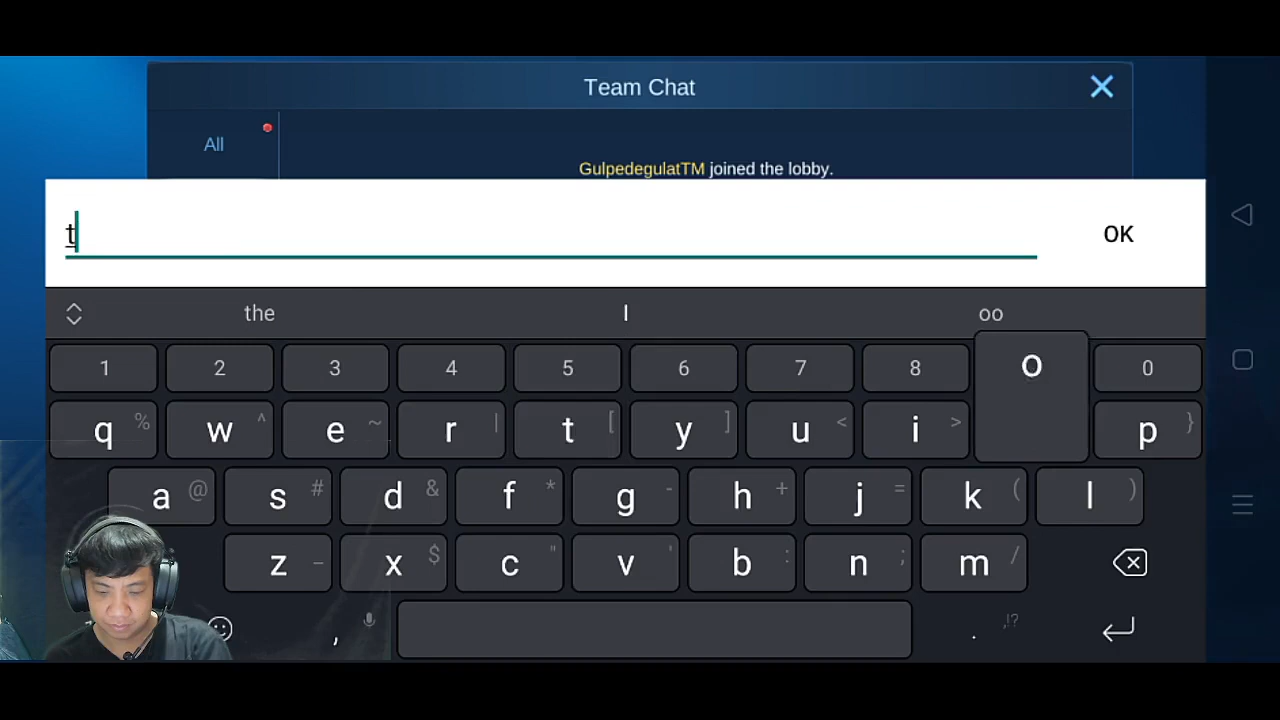 Team Chat
All
GulpedegulatTM joined the lobby.
t
OK
the I oo
1 2 3 4 5 6 7 8 o 0
q % w ^ e ~ r | t [ y ] u < i > p }
a @ s # d & f * g - h + j = k ( l )
z _ x $ c " v ' b : n ; m /
, . ,!?